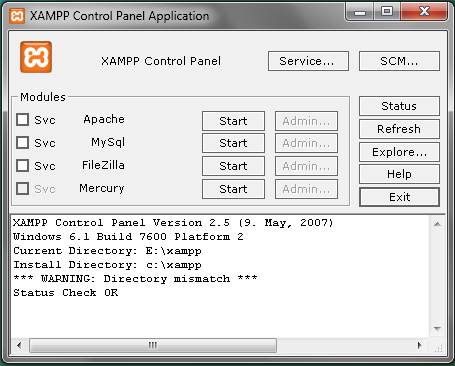 XAMPP Control Panel Application
XAMPP Control Panel
Service...
SCM...
Modules
Svc Apache Start Admin...
Svc MySql Start Admin...
Svc FileZilla Start Admin...
Svc Mercury Start Admin...
Status
Refresh
Explore...
Help
Exit
XAMPP Control Panel Version 2.5 (9. May, 2007)
Windows 6.1 Build 7600 Platform 2
Current Directory: E:\xampp
Install Directory: c:\xampp
*** WARNING: Directory mismatch ***
Status Check OK